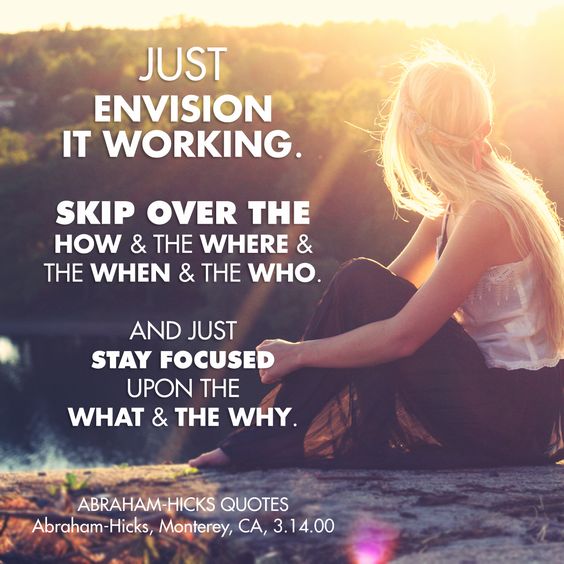 JUST
ENVISION
IT WORKING.
SKIP OVER THE
HOW & THE WHERE &
THE WHEN & THE WHO.
AND JUST
STAY FOCUSED
UPON THE
WHAT & THE WHY.
ABRAHAM-HICKS QUOTES
Abraham-Hicks, Monterey, CA, 3.14.00